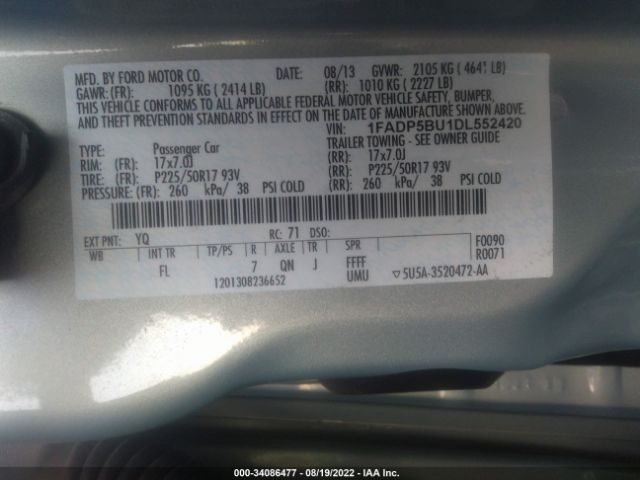 MFD. BY FORD MOTOR CO. DATE: 08/13 GVWR: 2105 KG ( 4641 LB)
GAWR: (FR): 1095 KG ( 2414 LB) (RR): 1010 KG ( 2227 LB)
THIS VEHICLE CONFORMS TO ALL APPLICABLE FEDERAL MOTOR VEHICLE SAFETY, BUMPER,
AND THEFT PREVENTION STANDARDS IN EFFECT ON THE DATE OF MANUFACTURE SHOWN ABOVE.
VIN: 1FADP5BU1DL552420
TYPE: Passenger Car TRAILER TOWING - SEE OWNER GUIDE
RIM: (FR): 17x7.0J (RR): 17x7.0J
TIRE: (FR): P225/50R17 93V (RR): P225/50R17 93V
PRESSURE: (FR): 260 kPa/ 38 PSI COLD (RR): 260 kPa/ 38 PSI COLD
EXT PNT: YQ RC: 71 DSO: F0090
WB INT TR TP/PS R AXLE TR SPR R0071
FL 7 QN J FFFF
1201308236652 UMU ▽ 5U5A-3520472-AA
000-34086477 - 08/19/2022 - IAA Inc.